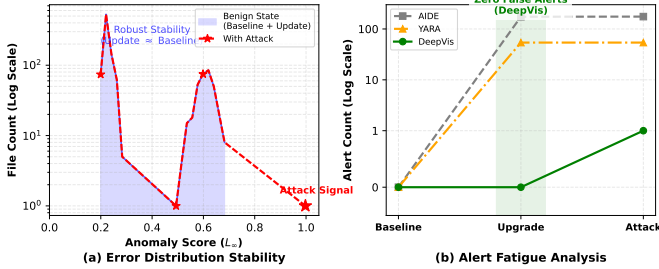 Robust Stability
(Update ≈ Baseline)
Benign State
(Baseline + Update)
With Attack
Attack Signal
File Count (Log Scale)
10²
10¹
10⁰
0.0 0.2 0.4 0.6 0.8 1.0
Anomaly Score (L∞)
(a) Error Distribution Stability
Zero False Alerts
(DeepVis)
AIDE
YARA
DeepVis
Alert Count (Log Scale)
100
10
1
0
Baseline Upgrade Attack
(b) Alert Fatigue Analysis